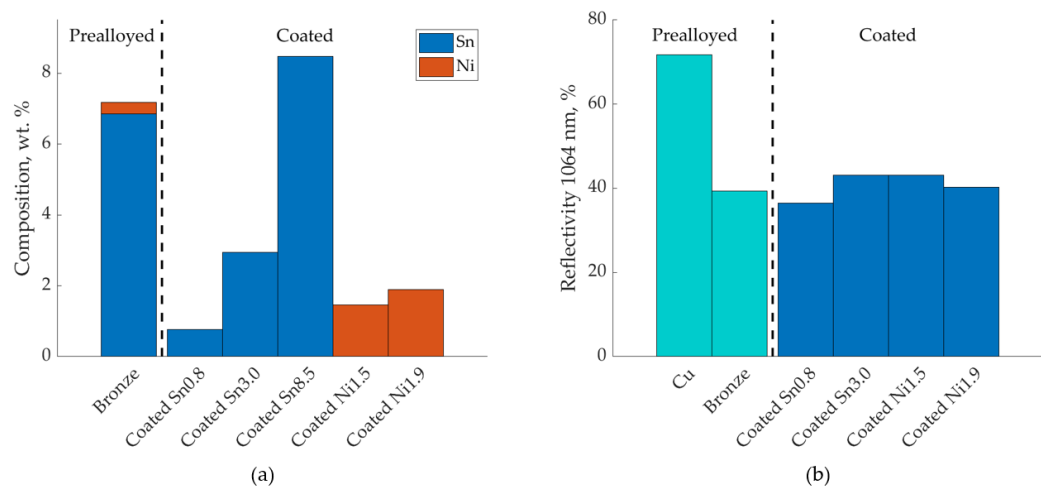 Prealloyed Coated
Sn
Ni
Composition, wt. %
8
6
4
2
0
Bronze
Coated Sn0.8
Coated Sn3.0
Coated Sn8.5
Coated Ni1.5
Coated Ni1.9
(a)
Prealloyed Coated
Reflectivity 1064 nm, %
80
60
40
20
0
Cu
Bronze
Coated Sn0.8
Coated Sn3.0
Coated Ni1.5
Coated Ni1.9
(b)